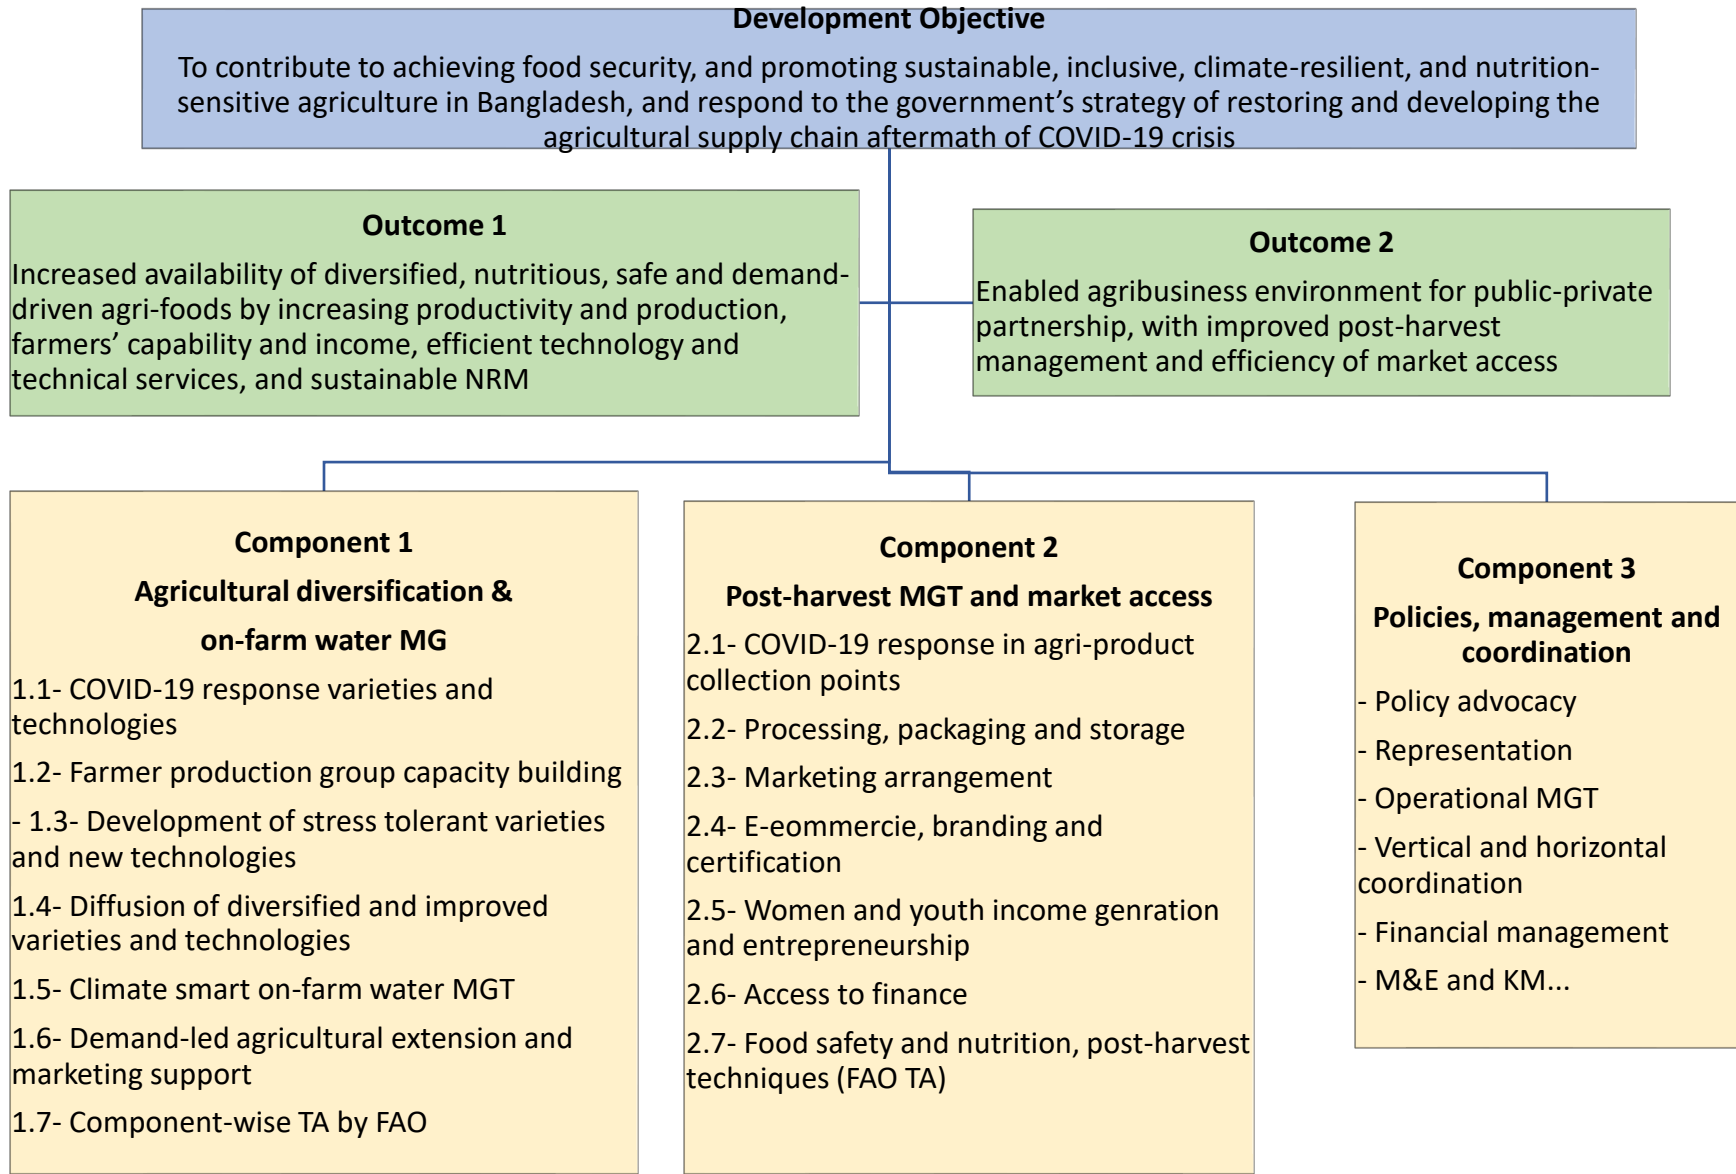 Development Objective
To contribute to achieving food security, and promoting sustainable, inclusive, climate-resilient, and nutrition-
sensitive agriculture in Bangladesh, and respond to the government’s strategy of restoring and developing the
agricultural supply chain aftermath of COVID-19 crisis
Outcome 1
Increased availability of diversified, nutritious, safe and demand-
driven agri-foods by increasing productivity and production,
farmers’ capability and income, efficient technology and
technical services, and sustainable NRM
Outcome 2
Enabled agribusiness environment for public-private
partnership, with improved post-harvest
management and efficiency of market access
Component 1
Agricultural diversification &
on-farm water MG
1.1- COVID-19 response varieties and
technologies
1.2- Farmer production group capacity building
- 1.3- Development of stress tolerant varieties
and new technologies
1.4- Diffusion of diversified and improved
varieties and technologies
1.5- Climate smart on-farm water MGT
1.6- Demand-led agricultural extension and
marketing support
1.7- Component-wise TA by FAO
Component 2
Post-harvest MGT and market access
2.1- COVID-19 response in agri-product
collection points
2.2- Processing, packaging and storage
2.3- Marketing arrangement
2.4- E-eommercie, branding and
certification
2.5- Women and youth income genration
and entrepreneurship
2.6- Access to finance
2.7- Food safety and nutrition, post-harvest
techniques (FAO TA)
Component 3
Policies, management and
coordination
- Policy advocacy
- Representation
- Operational MGT
- Vertical and horizontal
coordination
- Financial management
- M&E and KM...